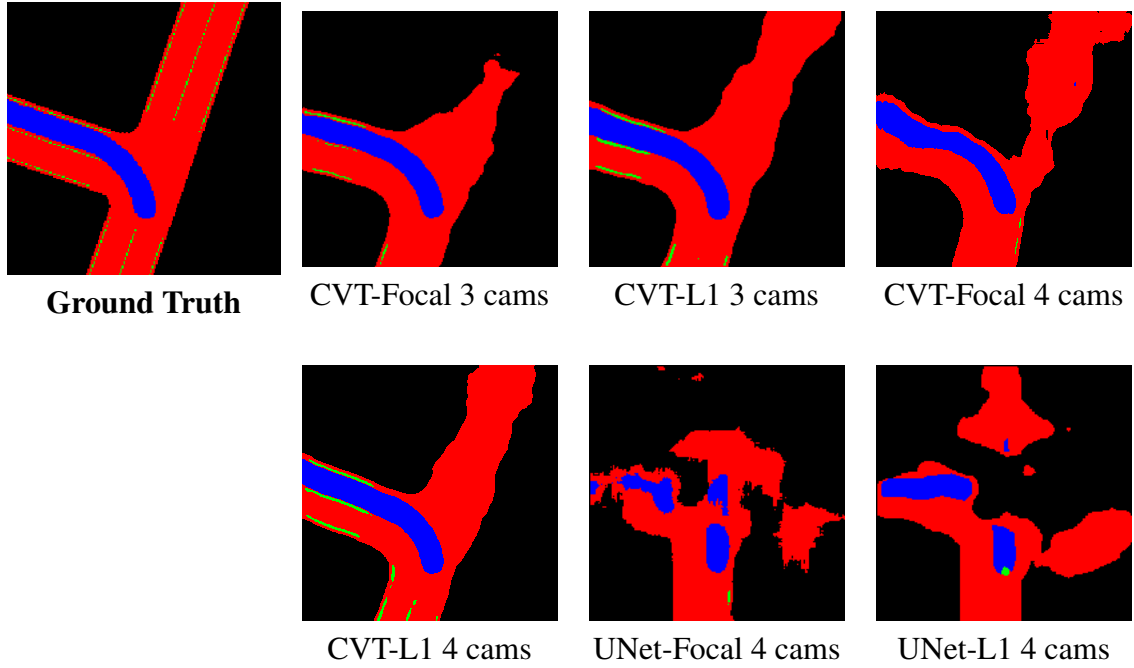 Ground Truth
CVT-Focal 3 cams
CVT-L1 3 cams
CVT-Focal 4 cams
CVT-L1 4 cams
UNet-Focal 4 cams
UNet-L1 4 cams